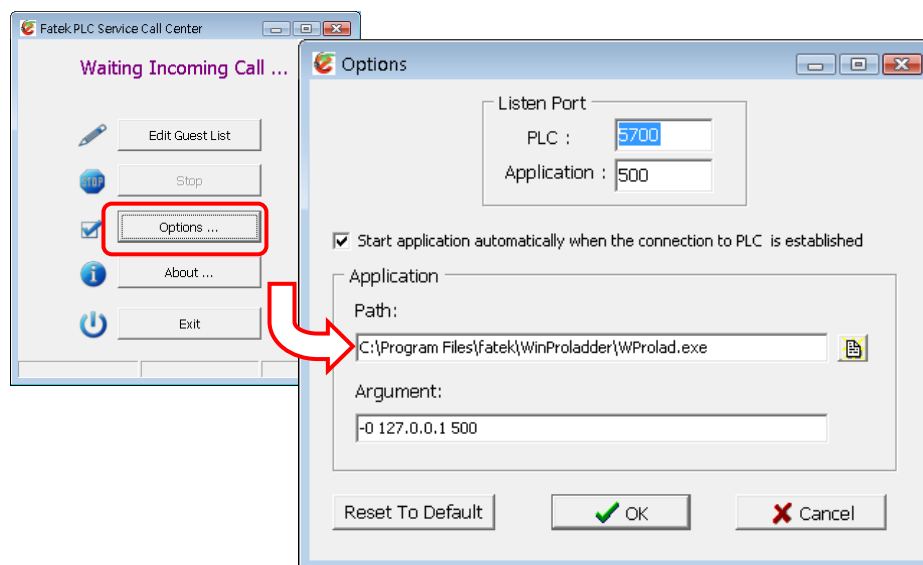 Fatek PLC Service Call Center
Waiting Incoming Call ...
Edit Guest List
STOP
Stop
Options ...
About ...
Exit
Options
Listen Port
PLC :
5700
Application :
500
Start application automatically when the connection to PLC is established
Application
Path:
C:\Program Files\fatek\WinProladder\WProlad.exe
Argument:
-0 127.0.0.1 500
Reset To Default
OK
Cancel